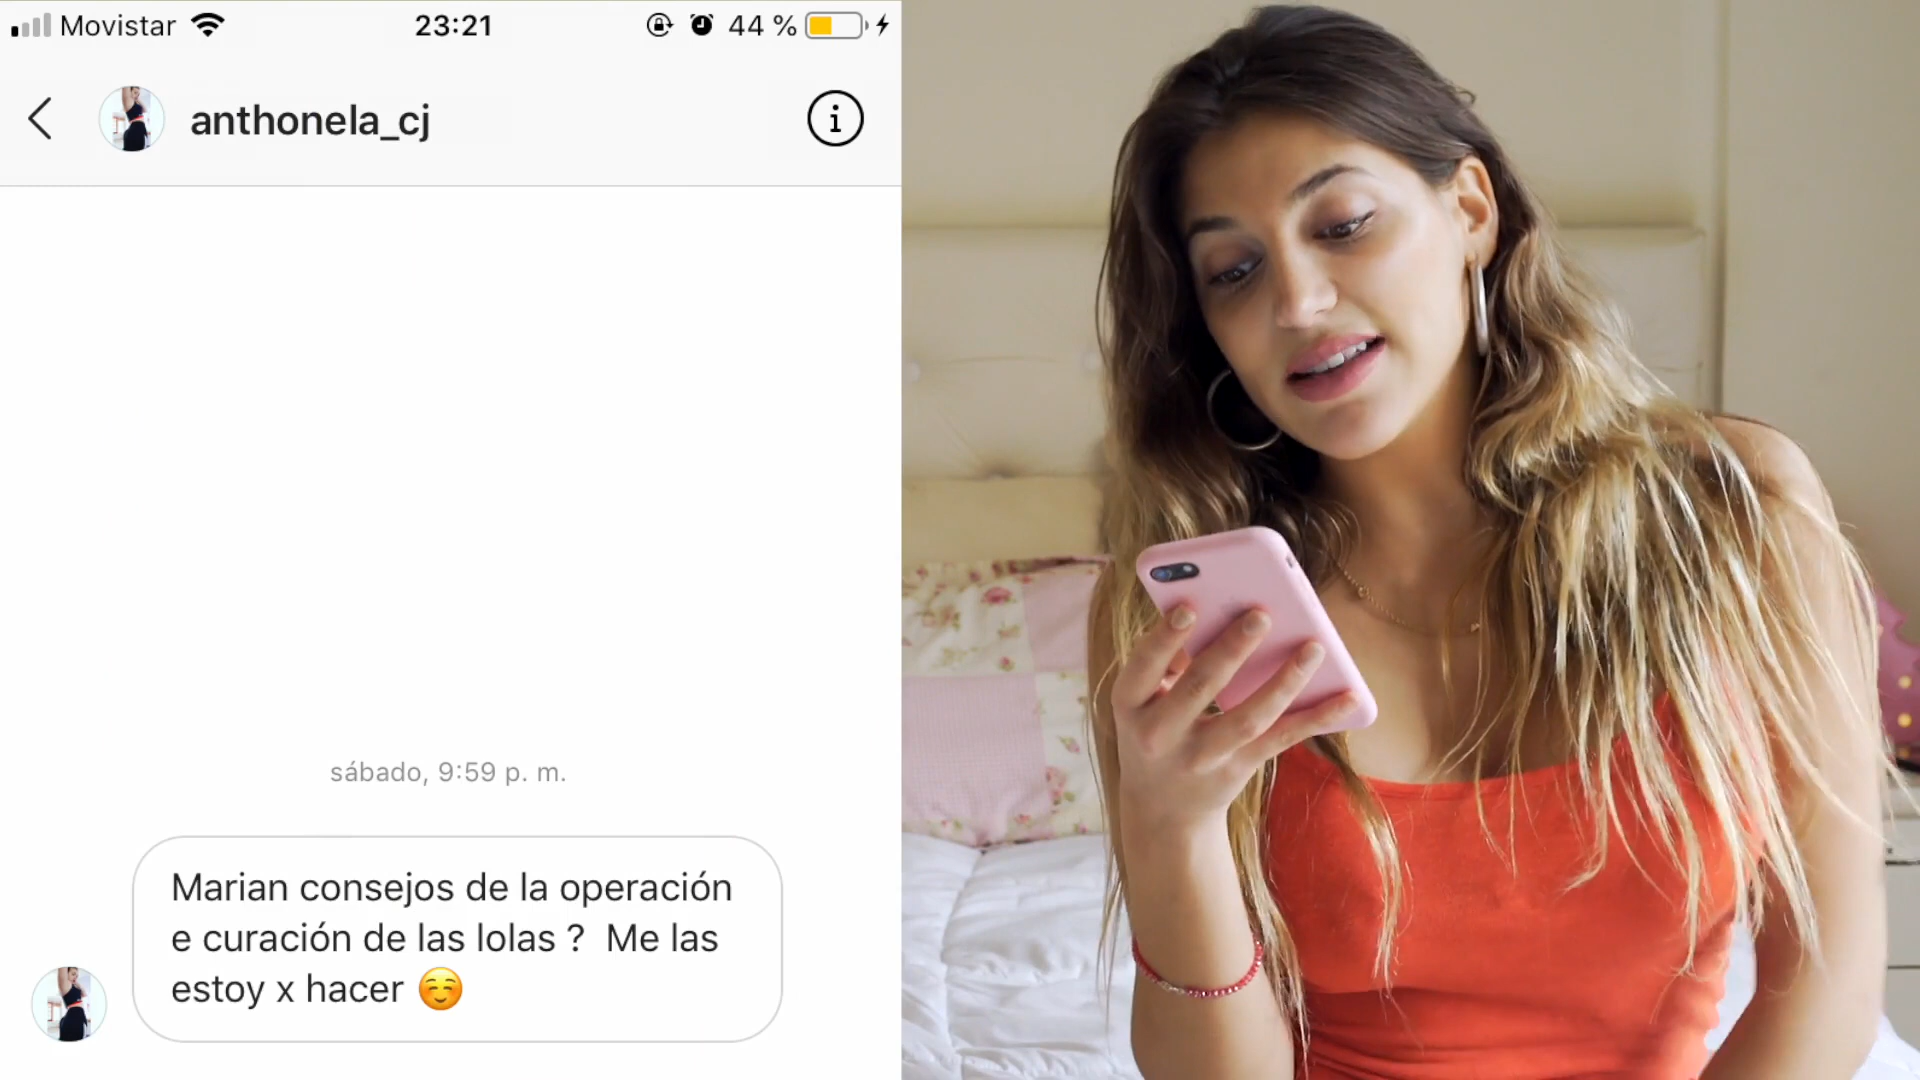 Movistar 23:21 44 %
anthonela_cj
sábado, 9:59 p. m.
Marian consejos de la operación
e curación de las lolas ? Me las
estoy x hacer ☺️